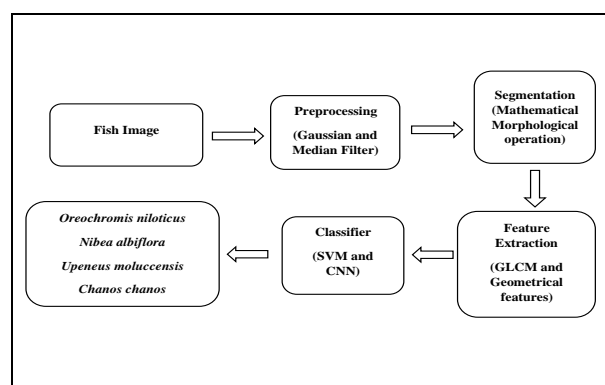 Fish Image
Preprocessing
(Gaussian and
Median Filter)
Segmentation
(Mathematical
Morphological
operation)
Feature
Extraction
(GLCM and
Geometrical
features)
Classifier
(SVM and
CNN)
Oreochromis niloticus
Nibea albiflora
Upeneus moluccensis
Chanos chanos